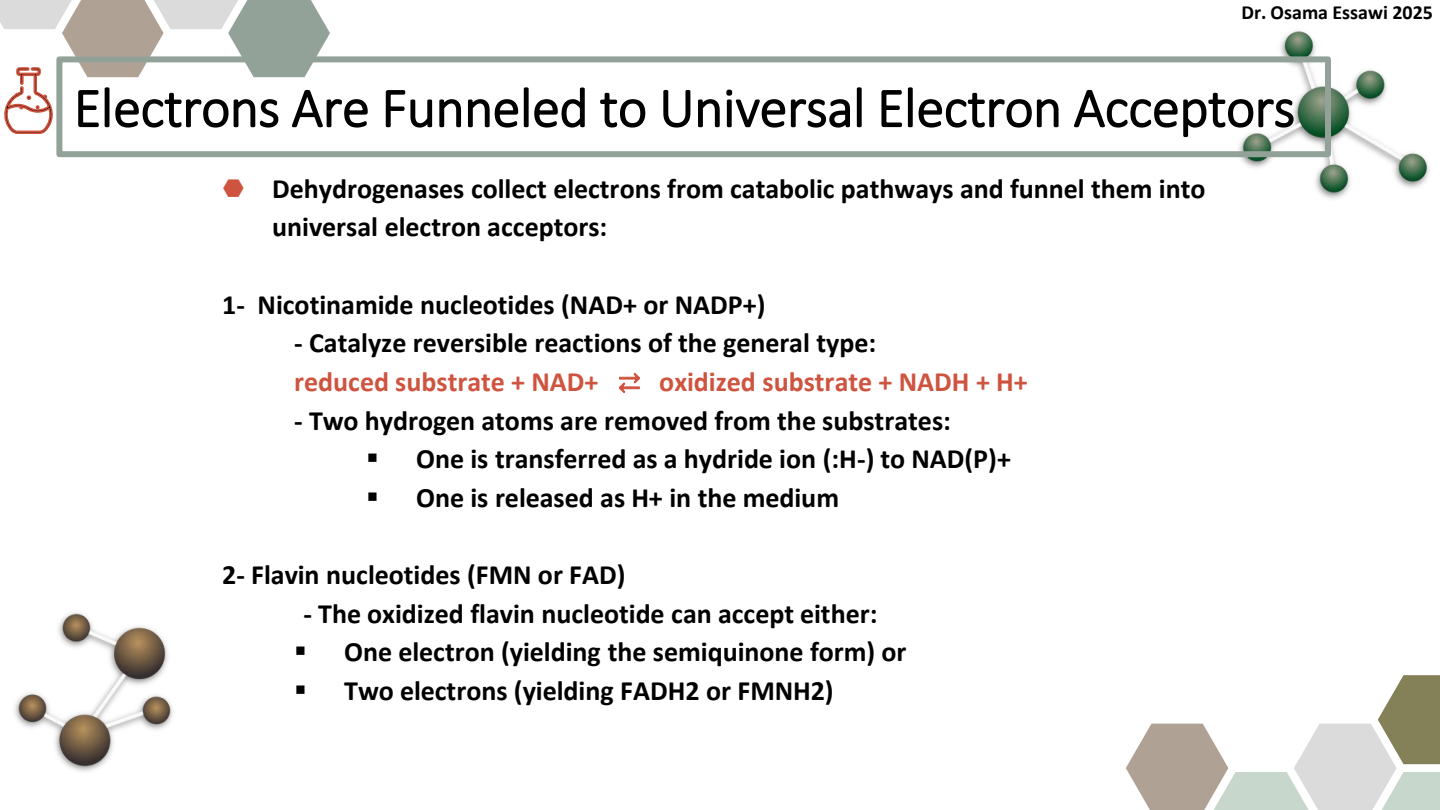 Dr. Osama Essawi 2025
Electrons Are Funneled to Universal Electron Acceptors
Dehydrogenases collect electrons from catabolic pathways and funnel them into
universal electron acceptors:
1- Nicotinamide nucleotides (NAD+ or NADP+)
- Catalyze reversible reactions of the general type:
reduced substrate + NAD+ ⇄ oxidized substrate + NADH + H+
- Two hydrogen atoms are removed from the substrates:
▪ One is transferred as a hydride ion (:H-) to NAD(P)+
▪ One is released as H+ in the medium
2- Flavin nucleotides (FMN or FAD)
- The oxidized flavin nucleotide can accept either:
▪ One electron (yielding the semiquinone form) or
▪ Two electrons (yielding FADH2 or FMNH2)